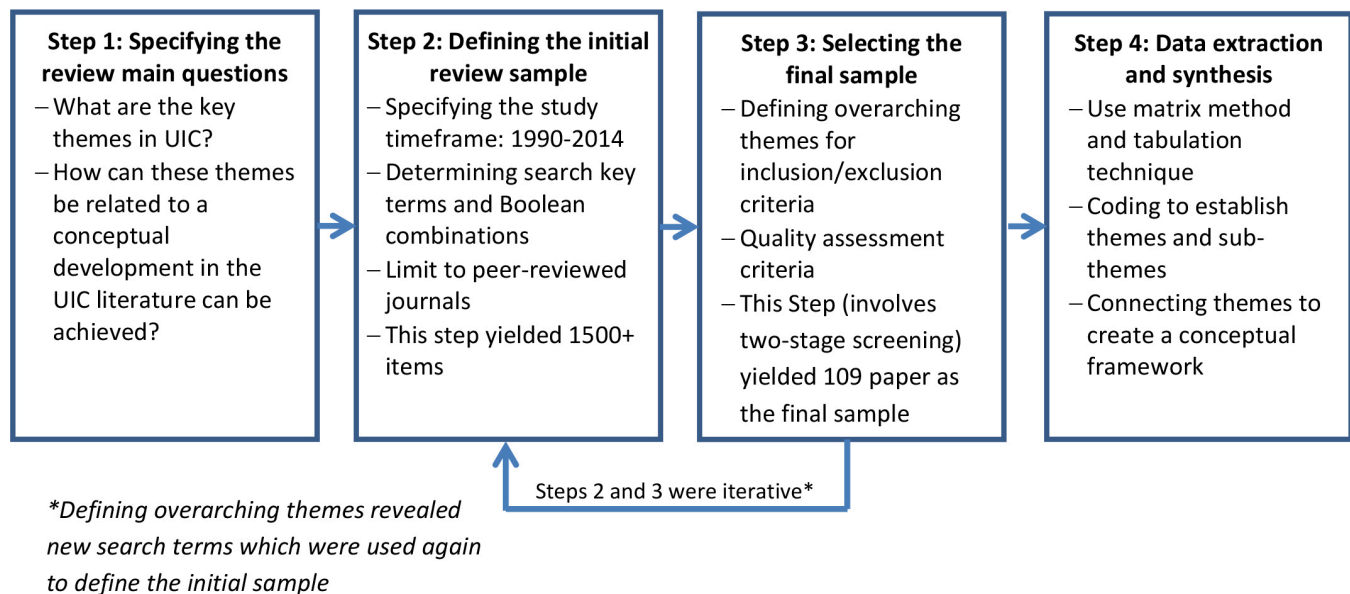 Step 1: Specifying the
review main questions
– What are the key
themes in UIC?
– How can these themes
be related to a
conceptual
development in the
UIC literature can be
achieved?
Step 2: Defining the initial
review sample
– Specifying the study
timeframe: 1990-2014
– Determining search key
terms and Boolean
combinations
– Limit to peer-reviewed
journals
– This step yielded 1500+
items
Step 3: Selecting the
final sample
– Defining overarching
themes for
inclusion/exclusion
criteria
– Quality assessment
criteria
– This Step (involves
two-stage screening)
yielded 109 paper as
the final sample
Step 4: Data extraction
and synthesis
– Use matrix method
and tabulation
technique
– Coding to establish
themes and sub-
themes
– Connecting themes to
create a conceptual
framework
Steps 2 and 3 were iterative*
*Defining overarching themes revealed
new search terms which were used again
to define the initial sample